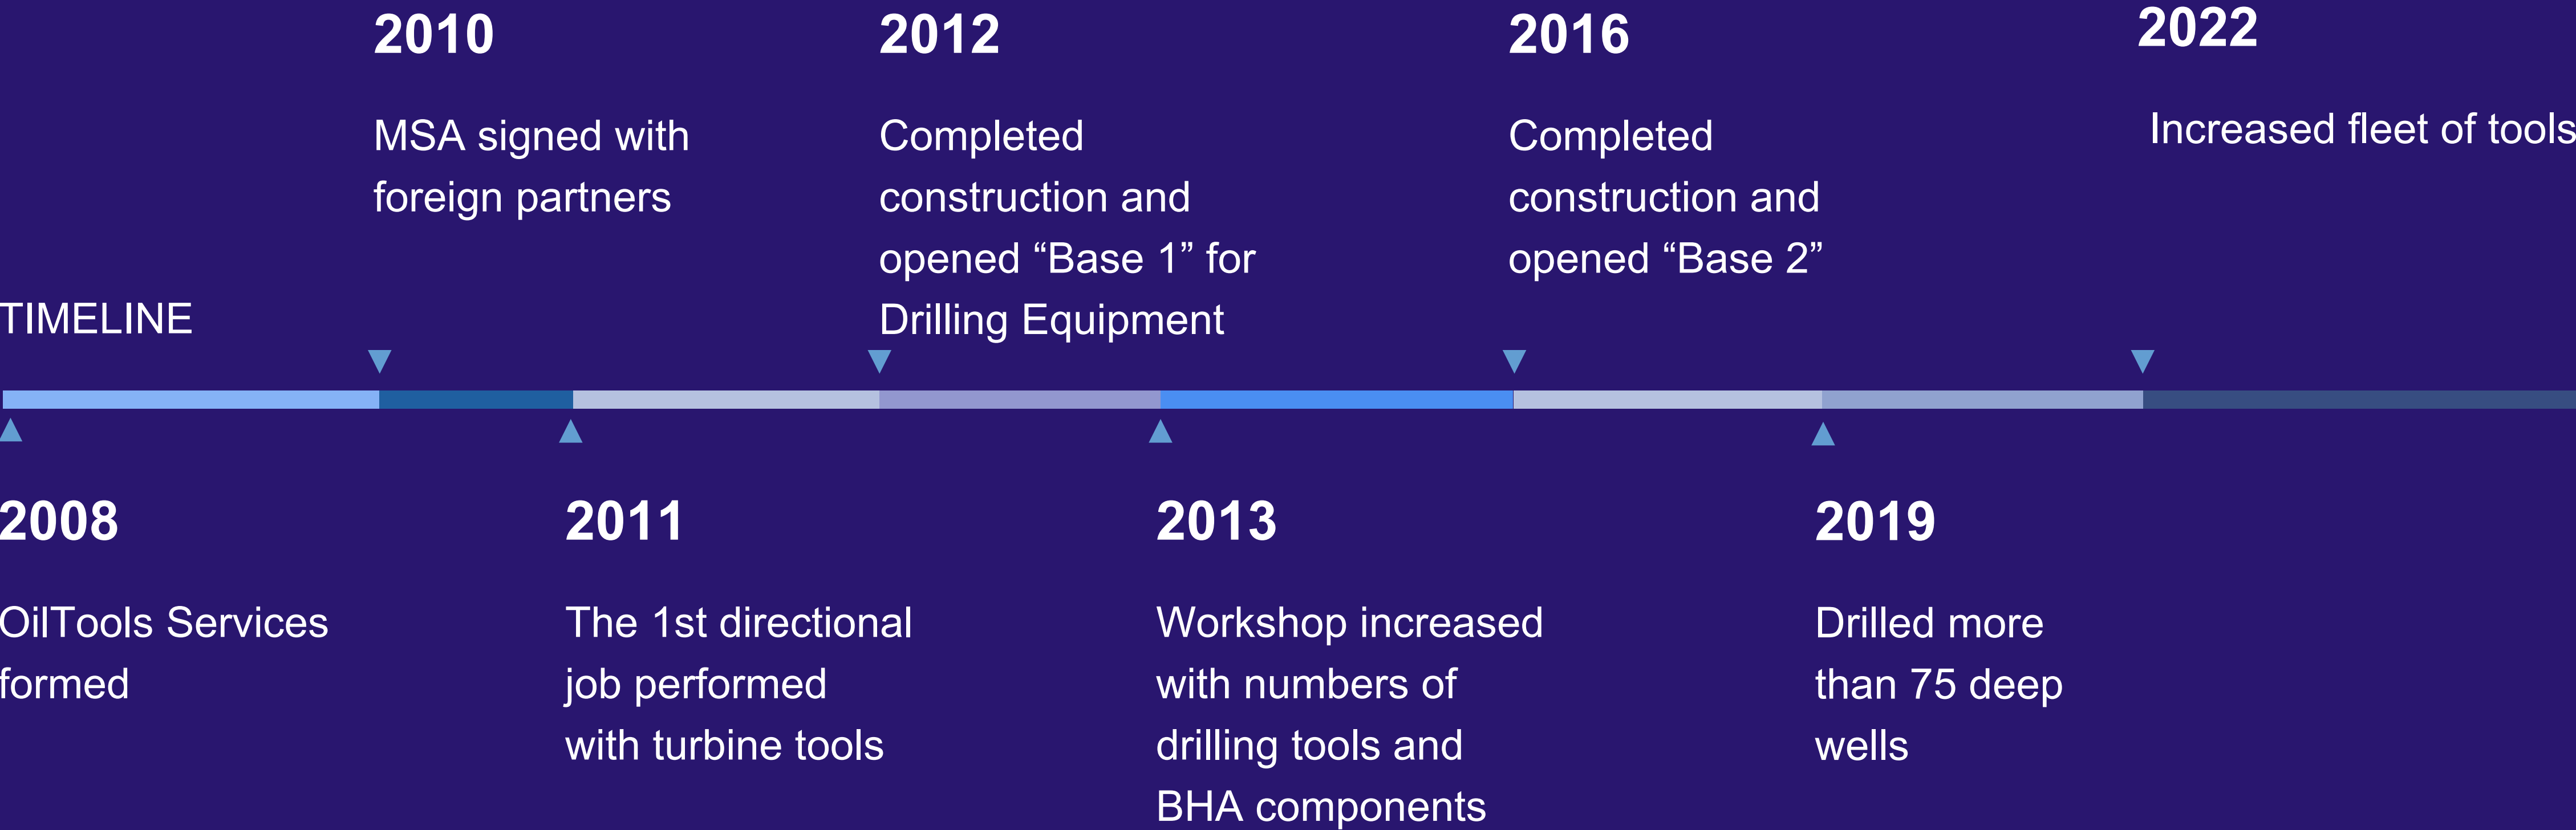 2010
MSA signed with
foreign partners
2012
Completed
construction and
opened “Base 1” for
Drilling Equipment
2016
Completed
construction and
opened “Base 2”
2022
Increased fleet of tools
TIMELINE
2008
OilTools Services
formed
2011
The 1st directional
job performed
with turbine tools
2013
Workshop increased
with numbers of
drilling tools and
BHA components
2019
Drilled more
than 75 deep
wells